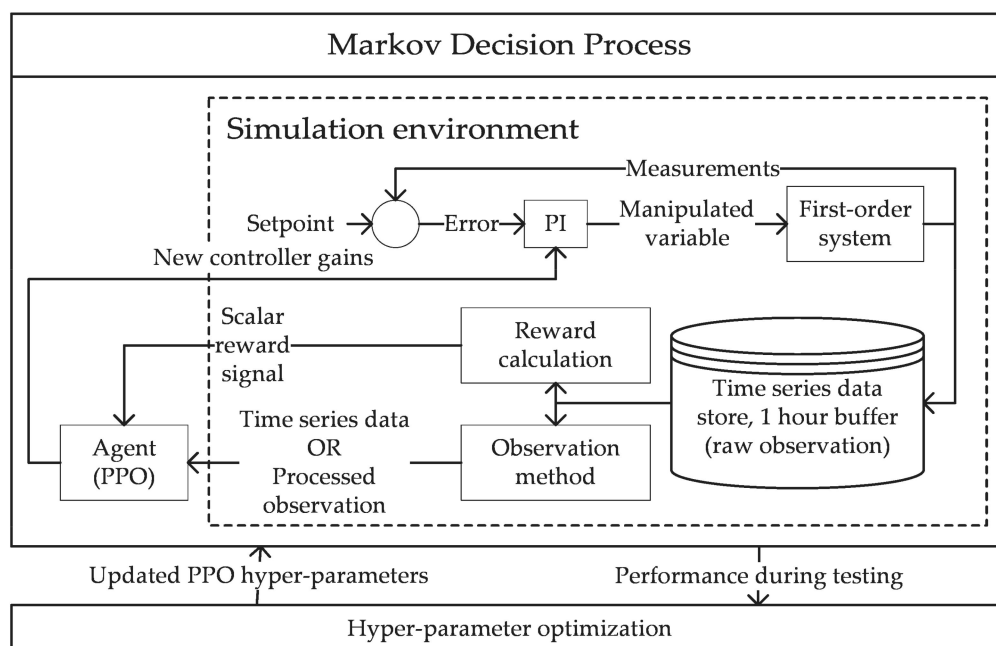 Markov Decision Process
Simulation environment
Measurements
Setpoint
Error
PI
Manipulated
variable
First-order
system
New controller gains
Scalar
reward
signal
Reward
calculation
Time series data
store, 1 hour buffer
(raw observation)
Agent
(PPO)
Time series data
OR
Processed
observation
Observation
method
Updated PPO hyper-parameters
Performance during testing
Hyper-parameter optimization